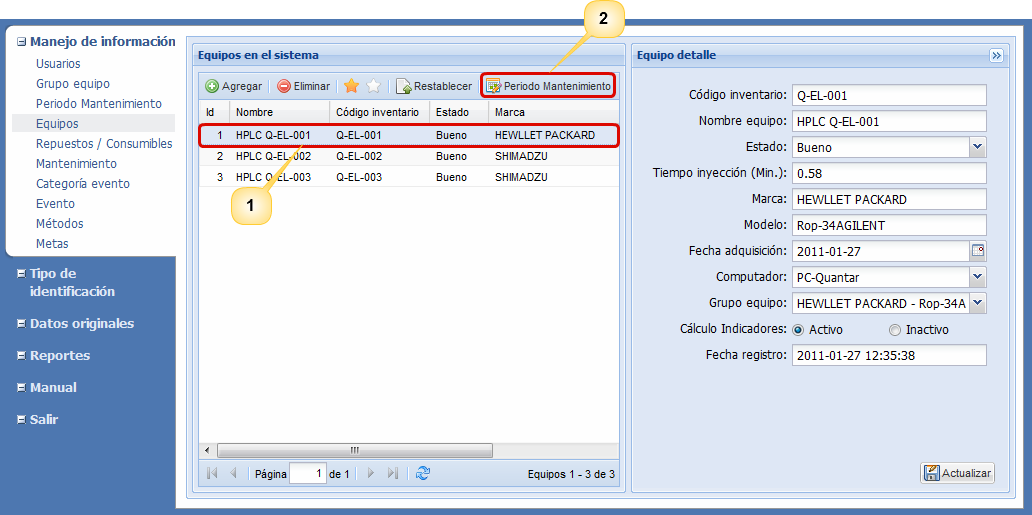 2
Manejo de información
Usuarios
Grupo equipo
Periodo Mantenimiento
Equipos
Repuestos / Consumibles
Mantenimiento
Categoría evento
Evento
Métodos
Metas
Tipo de
identificación
Datos originales
Reportes
Manual
Salir
Equipos en el sistema
Agregar Eliminar Restablecer Periodo Mantenimiento
Id Nombre Código inventario Estado Marca
1 HPLC Q-EL-001 Q-EL-001 Bueno HEWLLET PACKARD
2 HPLC Q-EL-002 Q-EL-002 Bueno SHIMADZU
3 HPLC Q-EL-003 Q-EL-003 Bueno SHIMADZU
1
Página 1 de 1 Equipos 1 - 3 de 3
Equipo detalle
Código inventario: Q-EL-001
Nombre equipo: HPLC Q-EL-001
Estado: Bueno
Tiempo inyección (Min.): 0.58
Marca: HEWLLET PACKARD
Modelo: Rop-34AGILENT
Fecha adquisición: 2011-01-27
Computador: PC-Quantar
Grupo equipo: HEWLLET PACKARD - Rop-34A
Cálculo Indicadores: Activo Inactivo
Fecha registro: 2011-01-27 12:35:38
Actualizar